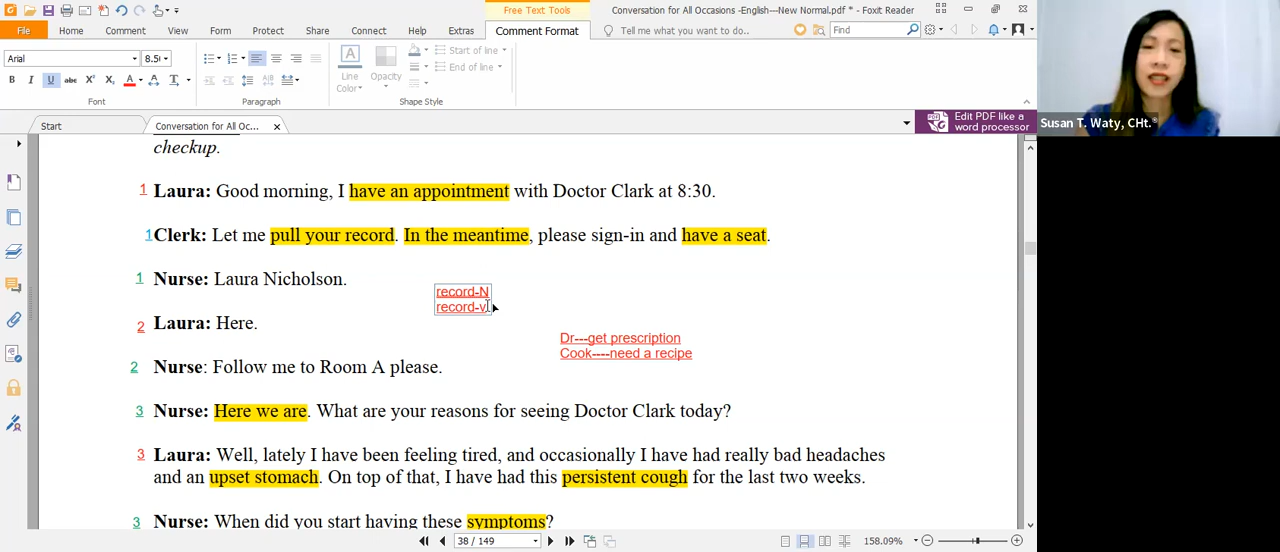 Free Text Tools
Conversation for All Occasions -English---New Normal.pdf * - Foxit Reader
File Home Comment View Form Protect Share Connect Help Extras Comment Format Tell me what you want to do... Find
Arial 8.5
B I U abc X² X₂ A A T
Line Color Opacity
Start of line
End of line
Font Paragraph Shape Style
Start Conversation for All Occ...
Edit PDF like a word processor
Susan T. Waty, CHt.®
checkup.
1 Laura: Good morning, I have an appointment with Doctor Clark at 8:30.
1 Clerk: Let me pull your record. In the meantime, please sign-in and have a seat.
1 Nurse: Laura Nicholson.
record-N
record-v
2 Laura: Here.
Dr---get prescription
Cook----need a recipe
2 Nurse: Follow me to Room A please.
3 Nurse: Here we are. What are your reasons for seeing Doctor Clark today?
3 Laura: Well, lately I have been feeling tired, and occasionally I have had really bad headaches
and an upset stomach. On top of that, I have had this persistent cough for the last two weeks.
3 Nurse: When did you start having these symptoms?
38 / 149
158.09%